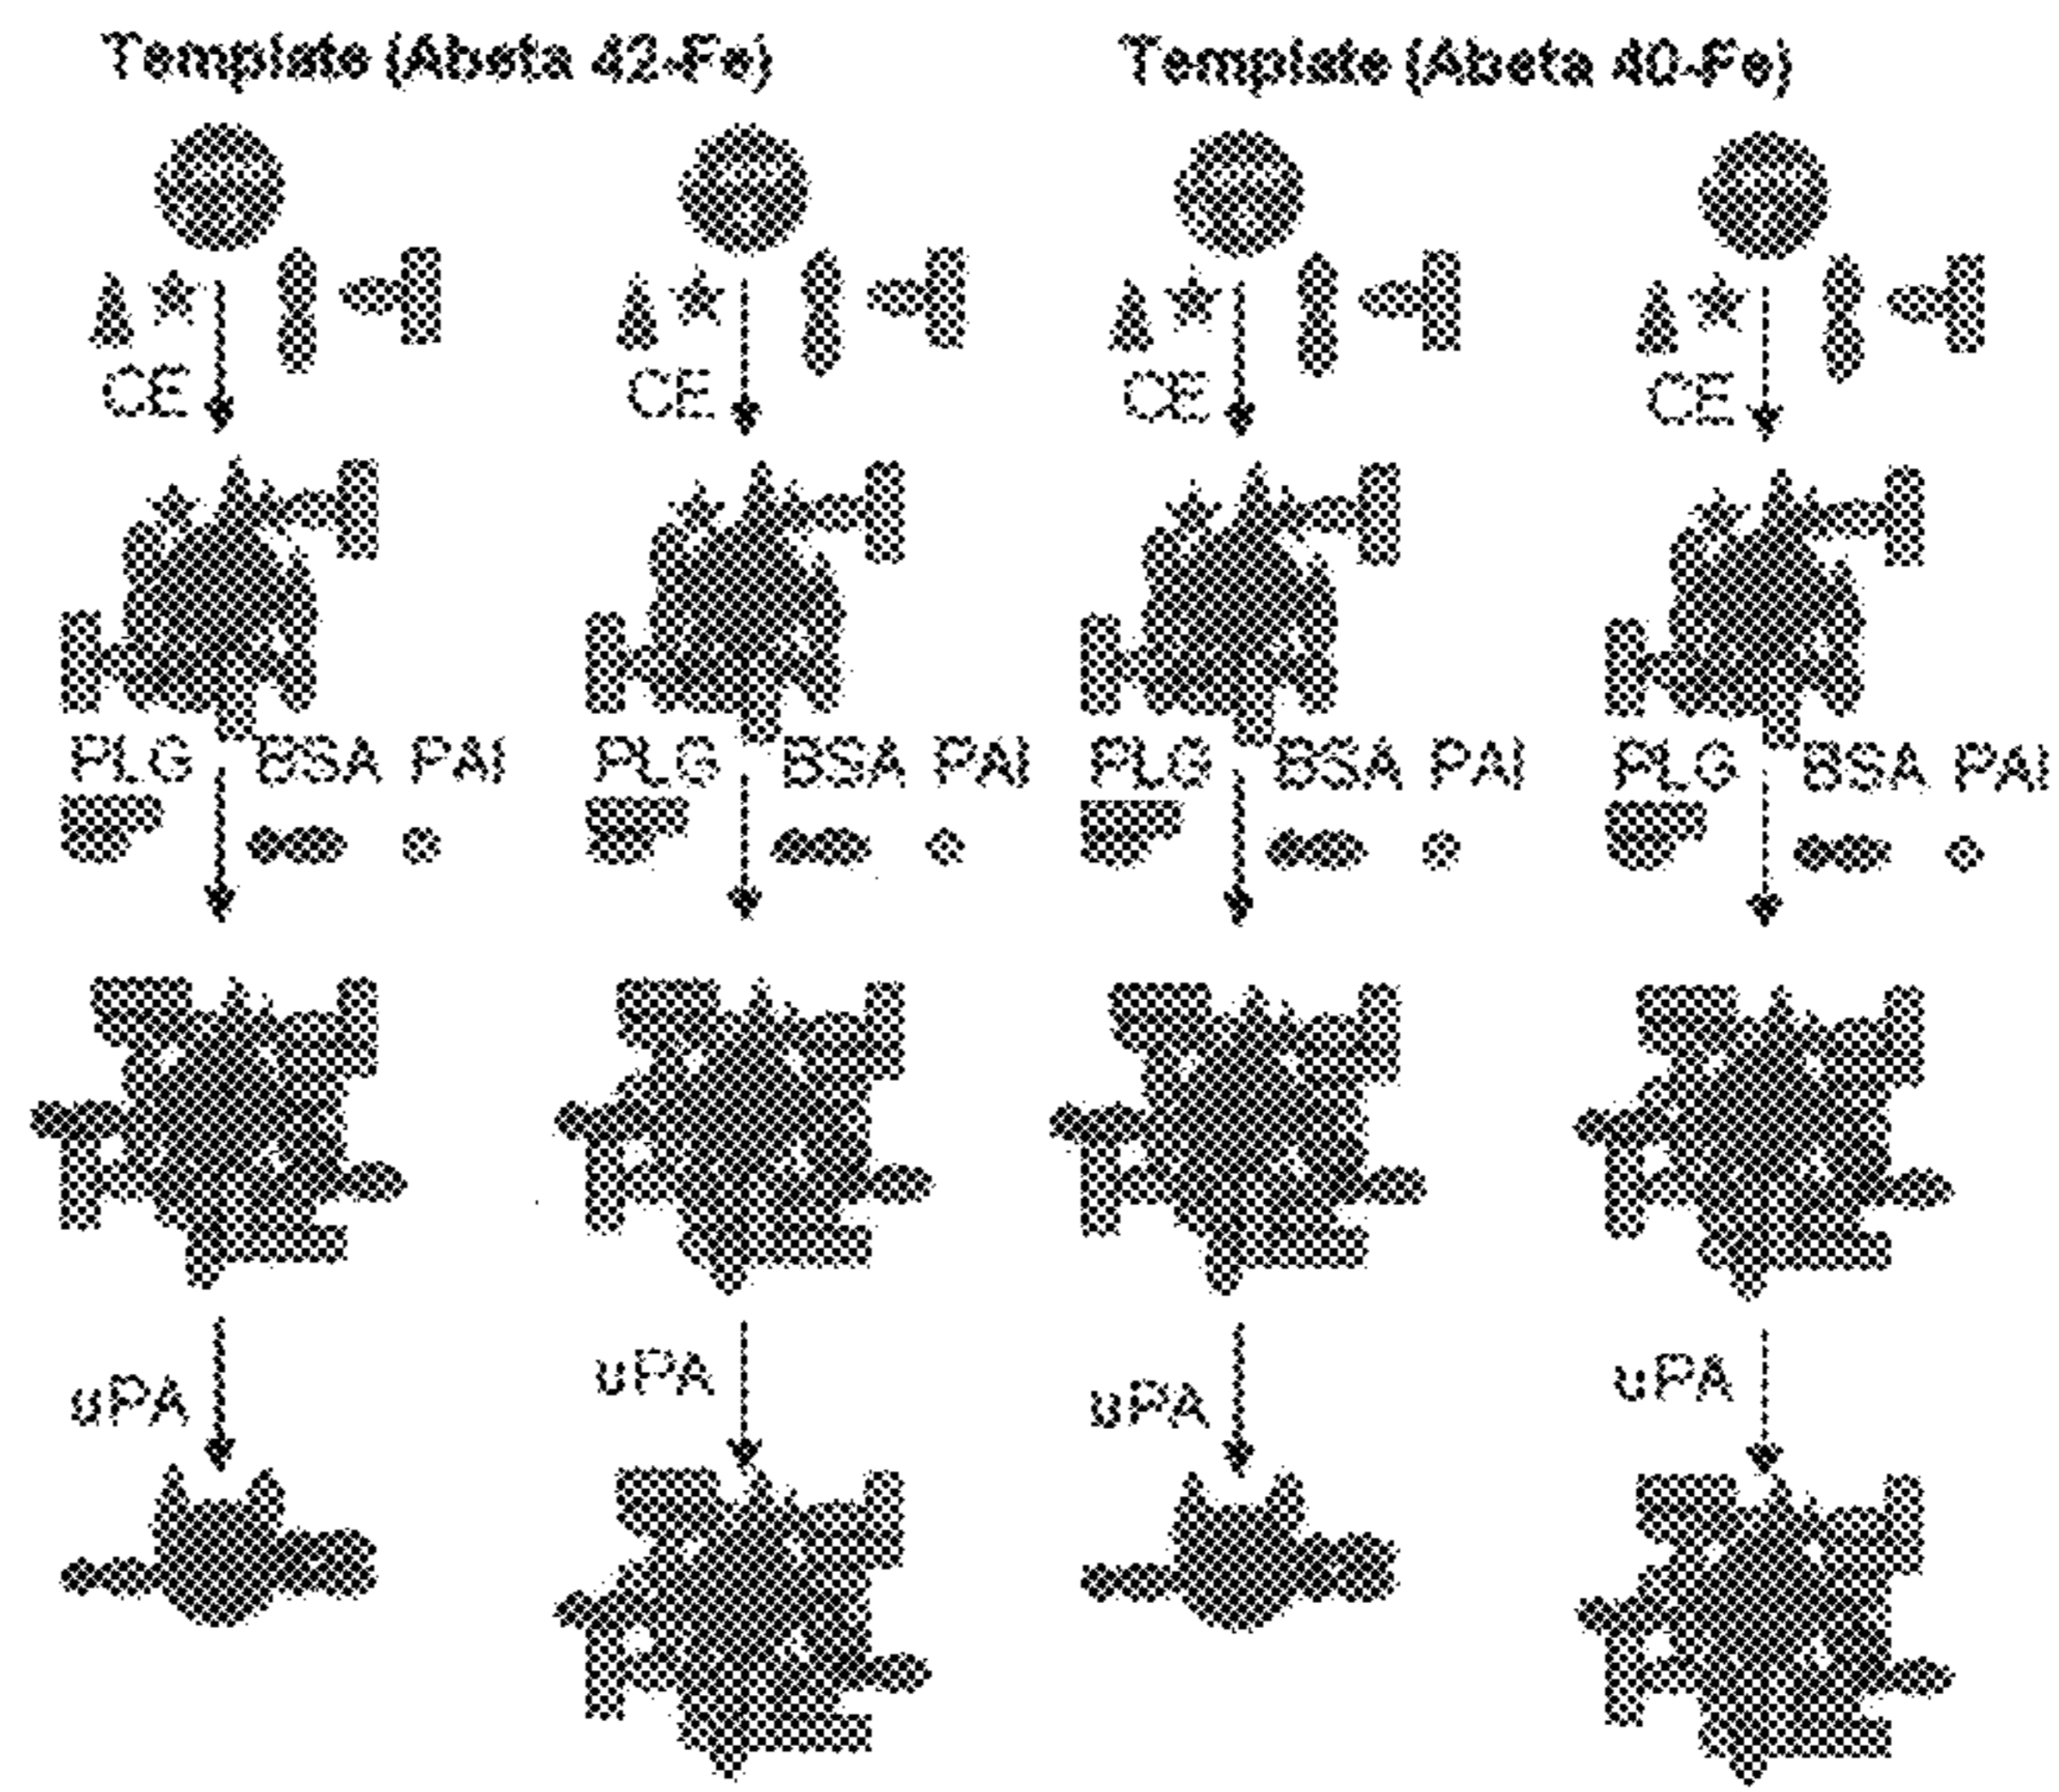 Template (Abeta 42-Fe) Template (Abeta 40-Fe)
CE CE CE CE
PLG BSA PAI PLG BSA PAI PLG BSA PAI PLG BSA PAI
uPA uPA uPA uPA